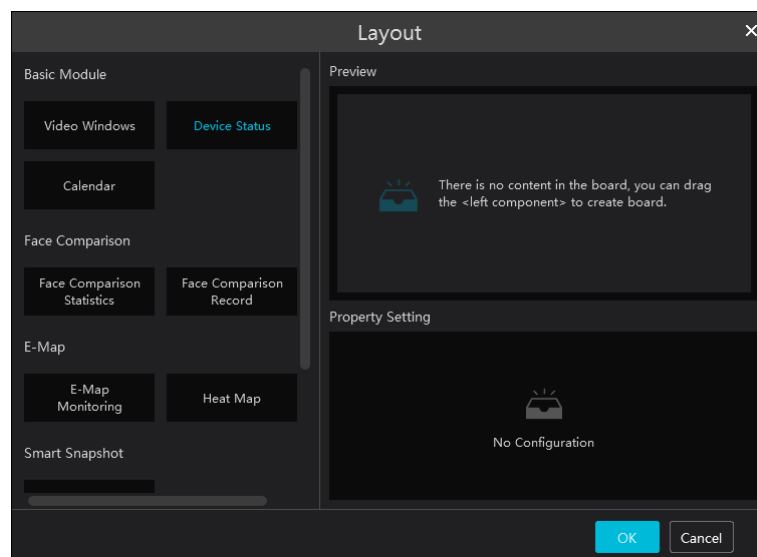 Layout
Basic Module
Video Windows
Device Status
Calendar
Face Comparison
Face Comparison
Statistics
Face Comparison
Record
E-Map
E-Map
Monitoring
Heat Map
Smart Snapshot
Preview
There is no content in the board, you can drag
the <left component> to create board.
Property Setting
No Configuration
OK
Cancel